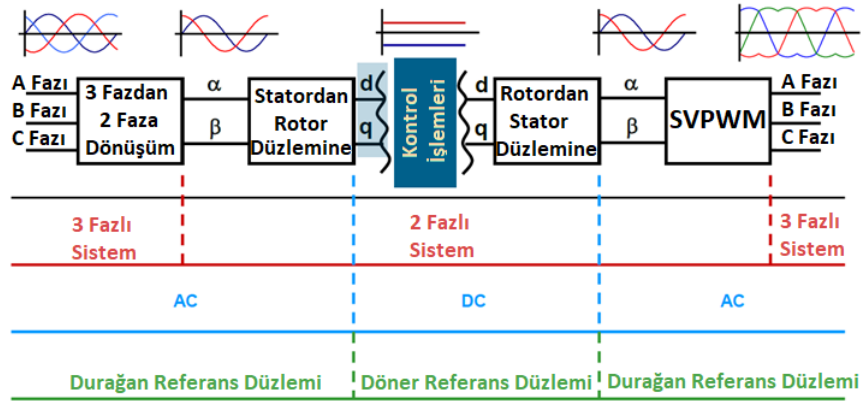 A Fazı
B Fazı
C Fazı
3 Fazdan
2 Faza
Dönüşüm
α
β
Statordan
Rotor
Düzlemine
d
q
Kontrol
İşlemleri
d
q
Rotordan
Stator
Düzlemine
α
β
SVPWM
A Fazı
B Fazı
C Fazı
3 Fazlı
Sistem
2 Fazlı
Sistem
3 Fazlı
Sistem
AC
DC
AC
Durağan Referans Düzlemi
Döner Referans Düzlemi
Durağan Referans Düzlemi